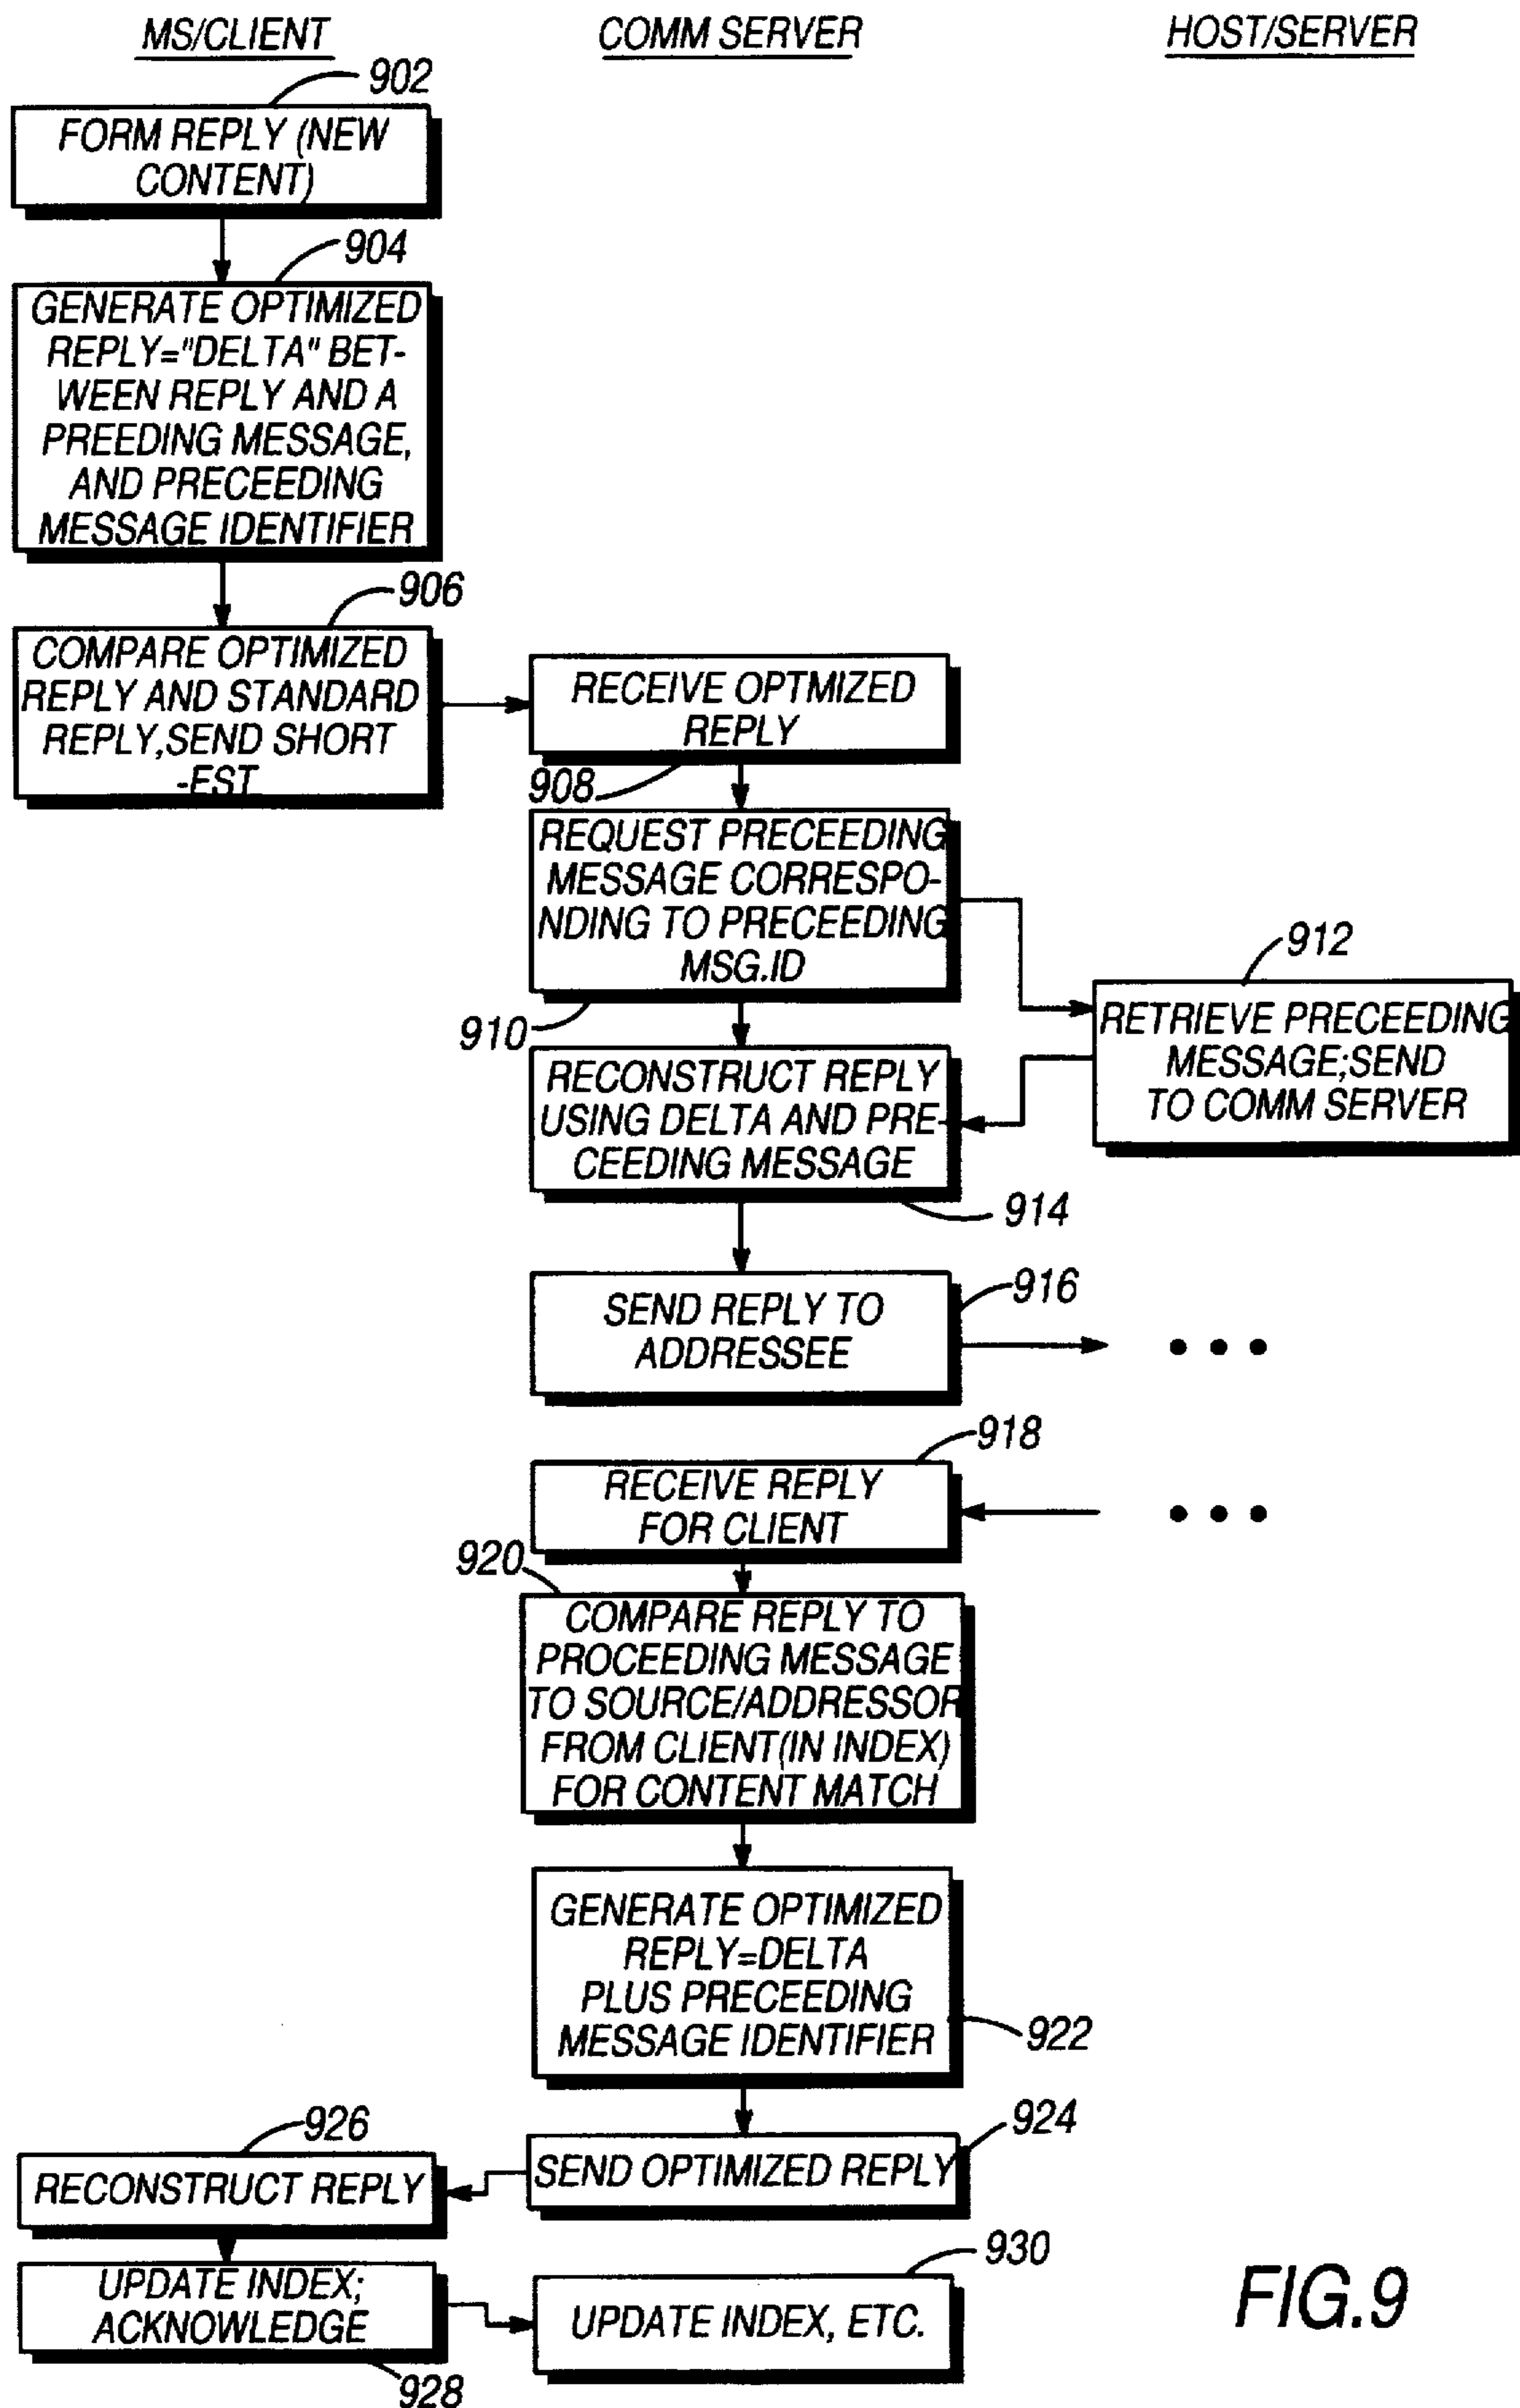 MS/CLIENT
COMM SERVER
HOST/SERVER
902
FORM REPLY (NEW
CONTENT)
904
GENERATE OPTIMIZED
REPLY="DELTA" BET-
WEEN REPLY AND A
PREEDING MESSAGE,
AND PRECEEDING
MESSAGE IDENTIFIER
906
COMPARE OPTIMIZED
REPLY AND STANDARD
REPLY,SEND SHORT
-EST
RECEIVE OPTMIZED
REPLY
908
REQUEST PRECEEDING
MESSAGE CORRESPO-
NDING TO PRECEEDING
MSG.ID
910
912
RETRIEVE PRECEEDING
MESSAGE;SEND
TO COMM SERVER
RECONSTRUCT REPLY
USING DELTA AND PRE-
CEEDING MESSAGE
914
SEND REPLY TO
ADDRESSEE
916
• • •
918
RECEIVE REPLY
FOR CLIENT
• • •
920
COMPARE REPLY TO
PROCEEDING MESSAGE
TO SOURCE/ADDRESSOR
FROM CLIENT(IN INDEX)
FOR CONTENT MATCH
GENERATE OPTIMIZED
REPLY=DELTA
PLUS PRECEEDING
MESSAGE IDENTIFIER
922
924
SEND OPTIMIZED REPLY
926
RECONSTRUCT REPLY
UPDATE INDEX;
ACKNOWLEDGE
928
930
UPDATE INDEX, ETC.
FIG.9